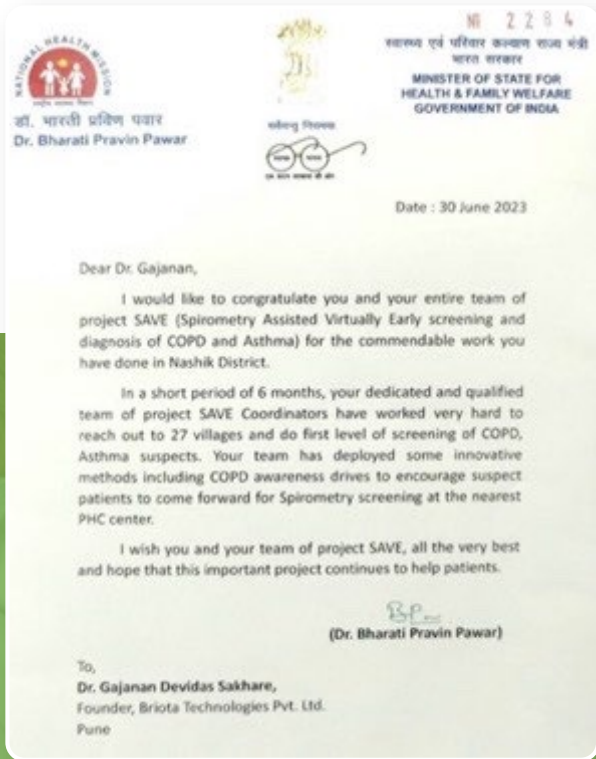 NATIONAL HEALTH MISSION
डॉ. भारती प्रविण पवार
Dr. Bharati Pravin Pawar
2284
स्वास्थ्य एवं परिवार कल्याण राज्य मंत्री
भारत सरकार
MINISTER OF STATE FOR
HEALTH & FAMILY WELFARE
GOVERNMENT OF INDIA
Date : 30 June 2023
Dear Dr. Gajanan,
I would like to congratulate you and your entire team of
project SAVE (Spirometry Assisted Virtually Early screening and
diagnosis of COPD and Asthma) for the commendable work you
have done in Nashik District.
In a short period of 6 months, your dedicated and qualified
team of project SAVE Coordinators have worked very hard to
reach out to 27 villages and do first level of screening of COPD,
Asthma suspects. Your team has deployed some innovative
methods including COPD awareness drives to encourage suspect
patients to come forward for Spirometry screening at the nearest
PHC center.
I wish you and your team of project SAVE, all the very best
and hope that this important project continues to help patients.
(Dr. Bharati Pravin Pawar)
To,
Dr. Gajanan Devidas Sakhare,
Founder, Briota Technologies Pvt. Ltd.
Pune